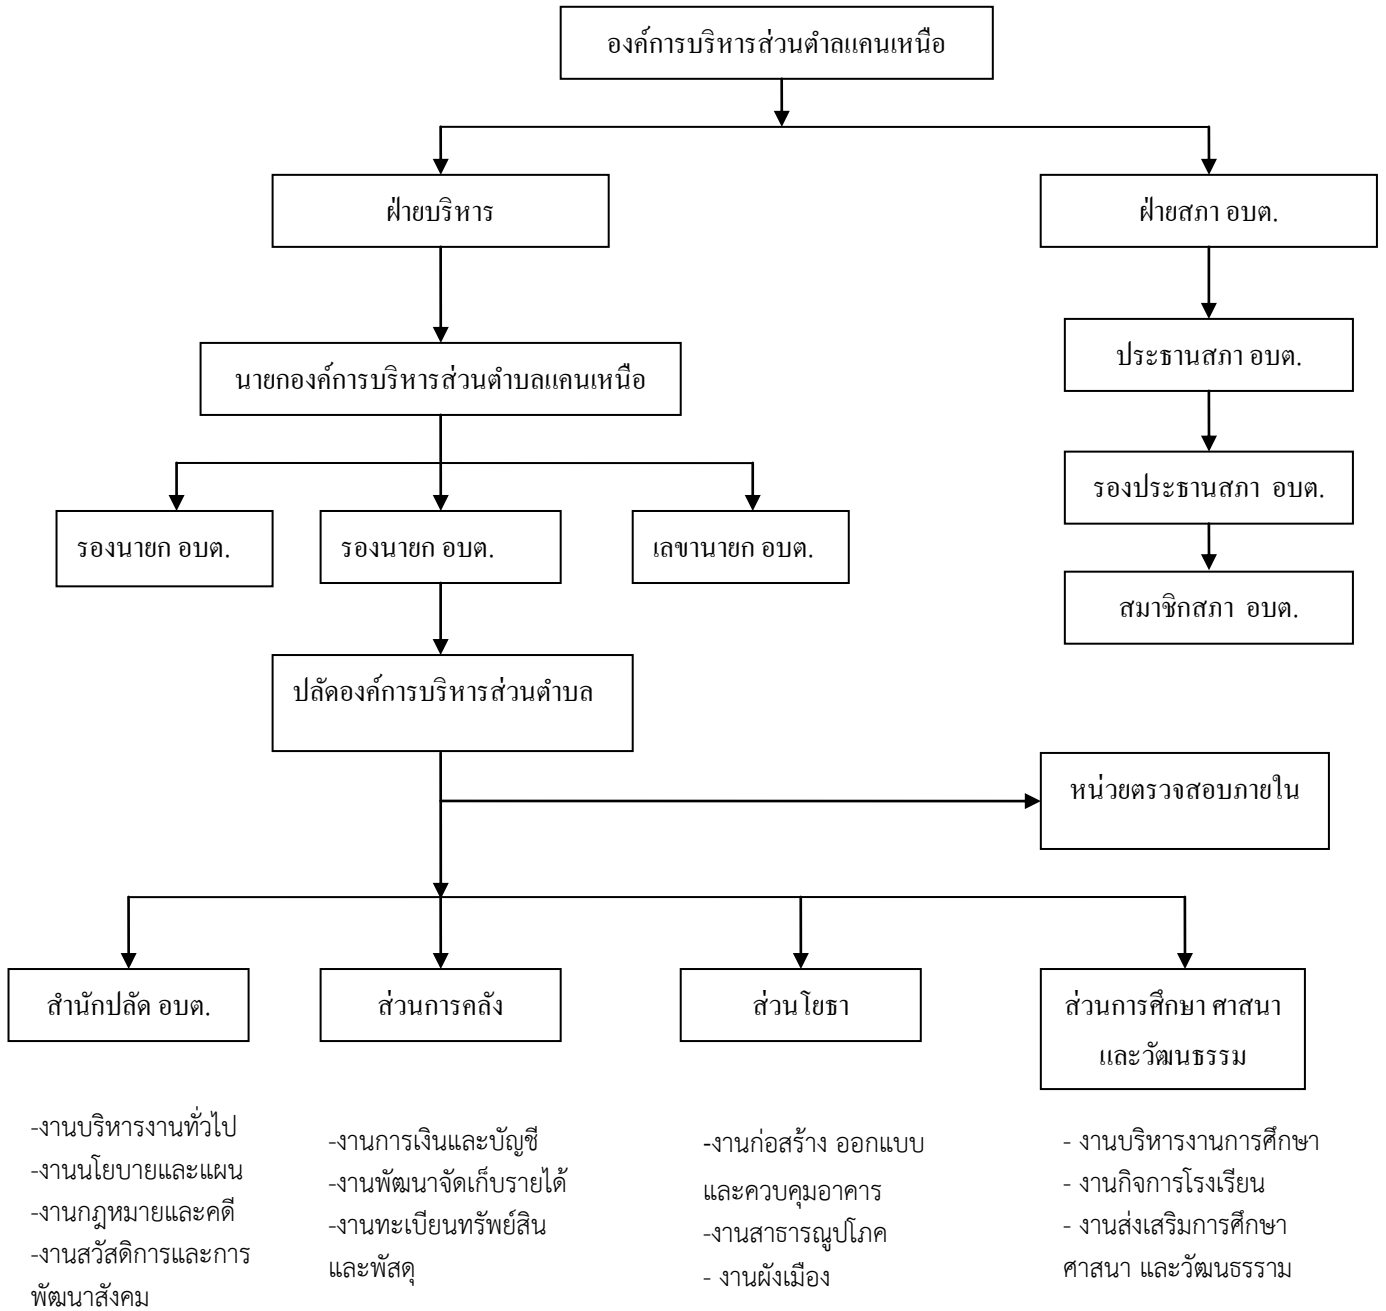 องค์การบริหารส่วนตำลแคนเหนือ
ฝ่ายบริหาร
ฝ่ายสภา อบต.
นายกองค์การบริหารส่วนตำบลแคนเหนือ
ประธานสภา อบต.
รองประธานสภา อบต.
รองนายก อบต.
รองนายก อบต.
เลขานายก อบต.
สมาชิกสภา อบต.
ปลัดองค์การบริหารส่วนตำบล
หน่วยตรวจสอบภายใน
สำนักปลัด อบต.
ส่วนการคลัง
ส่วนโยธา
ส่วนการศึกษา ศาสนา
และวัฒนธรรม
-งานบริหารงานทั่วไป
-งานนโยบายและแผน
-งานกฎหมายและคดี
-งานสวัสดิการและการ
พัฒนาสังคม
-งานการเงินและบัญชี
-งานพัฒนาจัดเก็บรายได้
-งานทะเบียนทรัพย์สิน
และพัสดุ
-งานก่อสร้าง ออกแบบ
และควบคุมอาคาร
-งานสาธารณูปโภค
- งานผังเมือง
- งานบริหารงานการศึกษา
- งานกิจการโรงเรียน
- งานส่งเสริมการศึกษา
ศาสนา และวัฒนธรราม